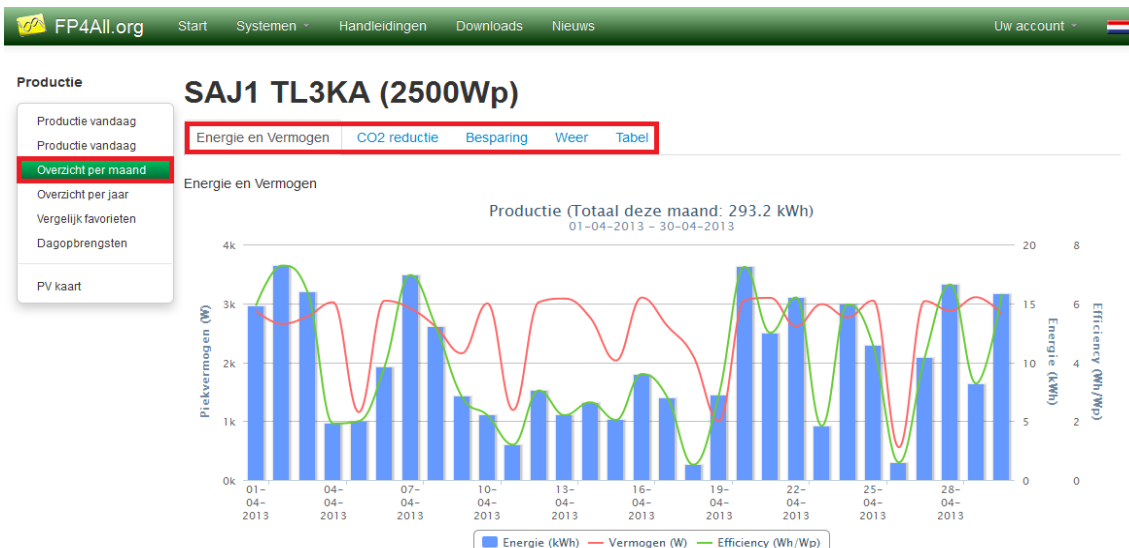 FP4All.org Start Systemen Handleidingen Downloads Nieuws Uw account
Productie
Productie vandaag
Productie vandaag
Overzicht per maand
Overzicht per jaar
Vergelijk favorieten
Dagopbrengsten
PV kaart
SAJ1 TL3KA (2500Wp)
Energie en Vermogen CO2 reductie Besparing Weer Tabel
Energie en Vermogen
Productie (Totaal deze maand: 293.2 kWh)
01-04-2013 - 30-04-2013
Piekvermogen (W)
4k
3k
2k
1k
0k
20
15
10
5
0
Energie (kWh)
8
6
4
2
0
Efficiency (Wh/Wp)
01-04-2013
04-04-2013
07-04-2013
10-04-2013
13-04-2013
16-04-2013
19-04-2013
22-04-2013
25-04-2013
28-04-2013
Energie (kWh) Vermogen (W) Efficiency (Wh/Wp)